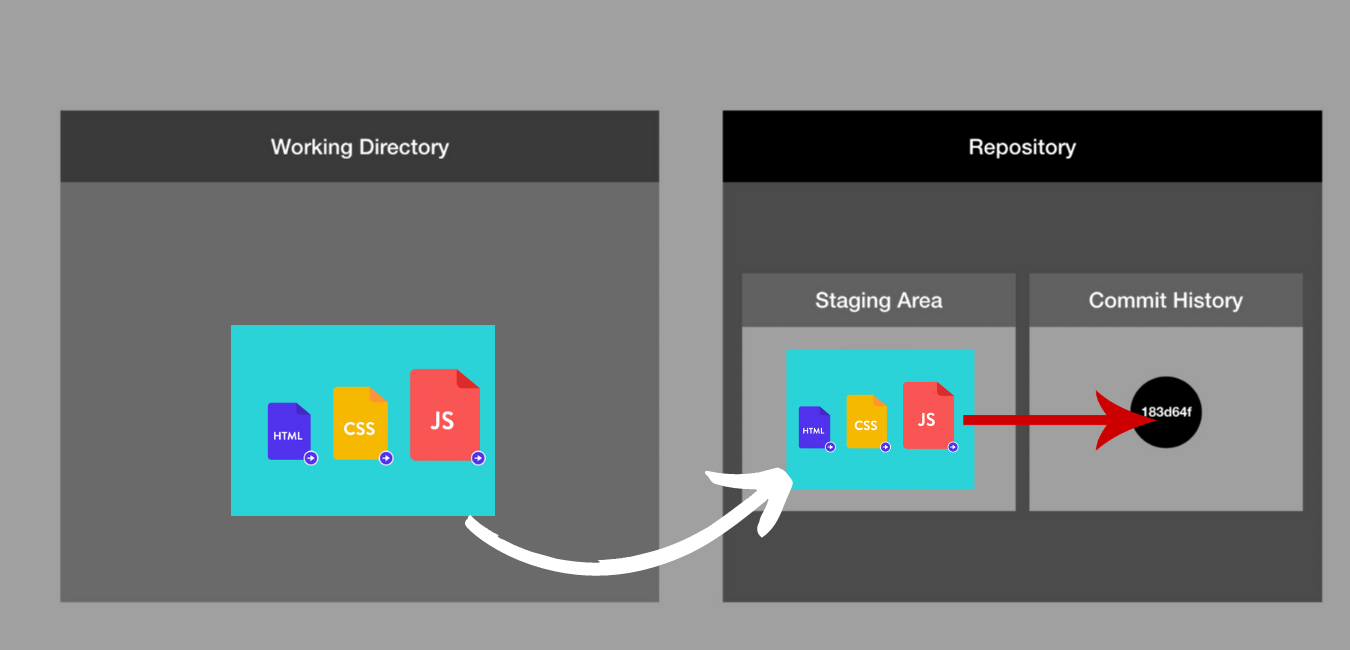 Working Directory
Repository
Staging Area
Commit History
HTML
CSS
JS
HTML
CSS
JS
183d64f